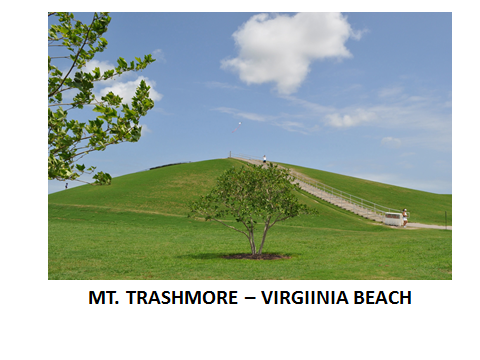 MT. TRASHMORE – VIRGIINIA BEACH